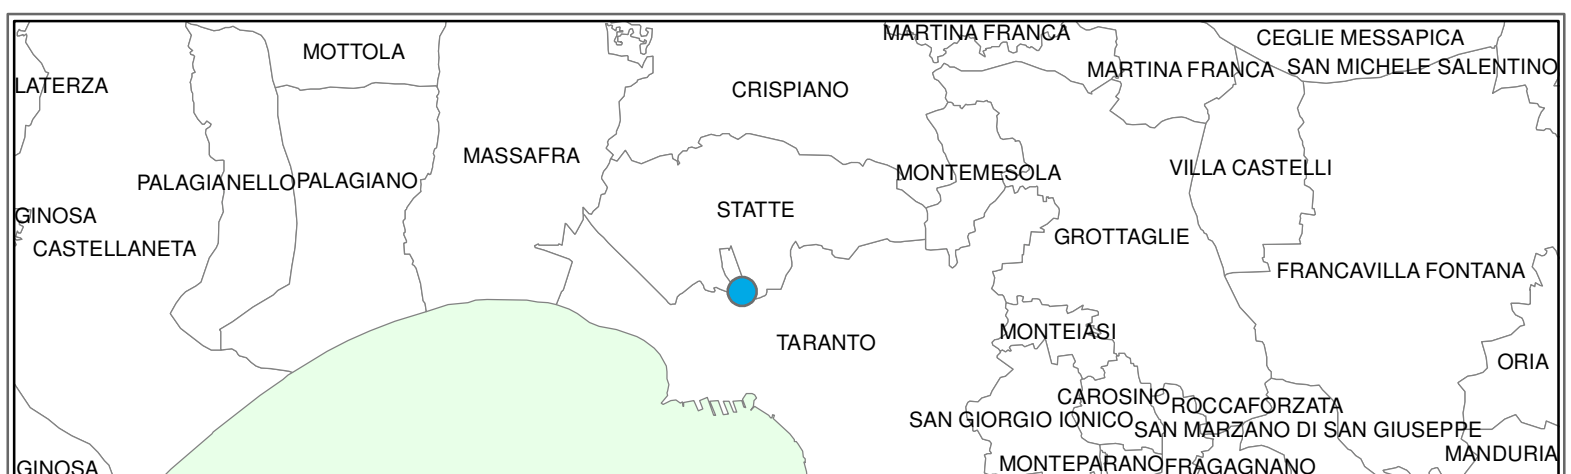 MARTINA FRANCA
CEGLIE MESSAPICA
MOTTOLA
SAN MICHELE SALENTINO
MARTINA FRANCA
LATERZA
CRISPIANO
MASSAFRA
VILLA CASTELLI
MONTEMESOLA
PALAGIANELLO
PALAGIANO
STATTE
GINOSA
GROTTAGLIE
CASTELLANETA
FRANCAVILLA FONTANA
MONTEIASI
TARANTO
ORIA
CAROSINO
ROCCAFORZATA
SAN GIORGIO IONICO
SAN MARZANO DI SAN GIUSEPPE
MANDURIA
MONTEPARANO
FRAGAGNANO
GINOSA